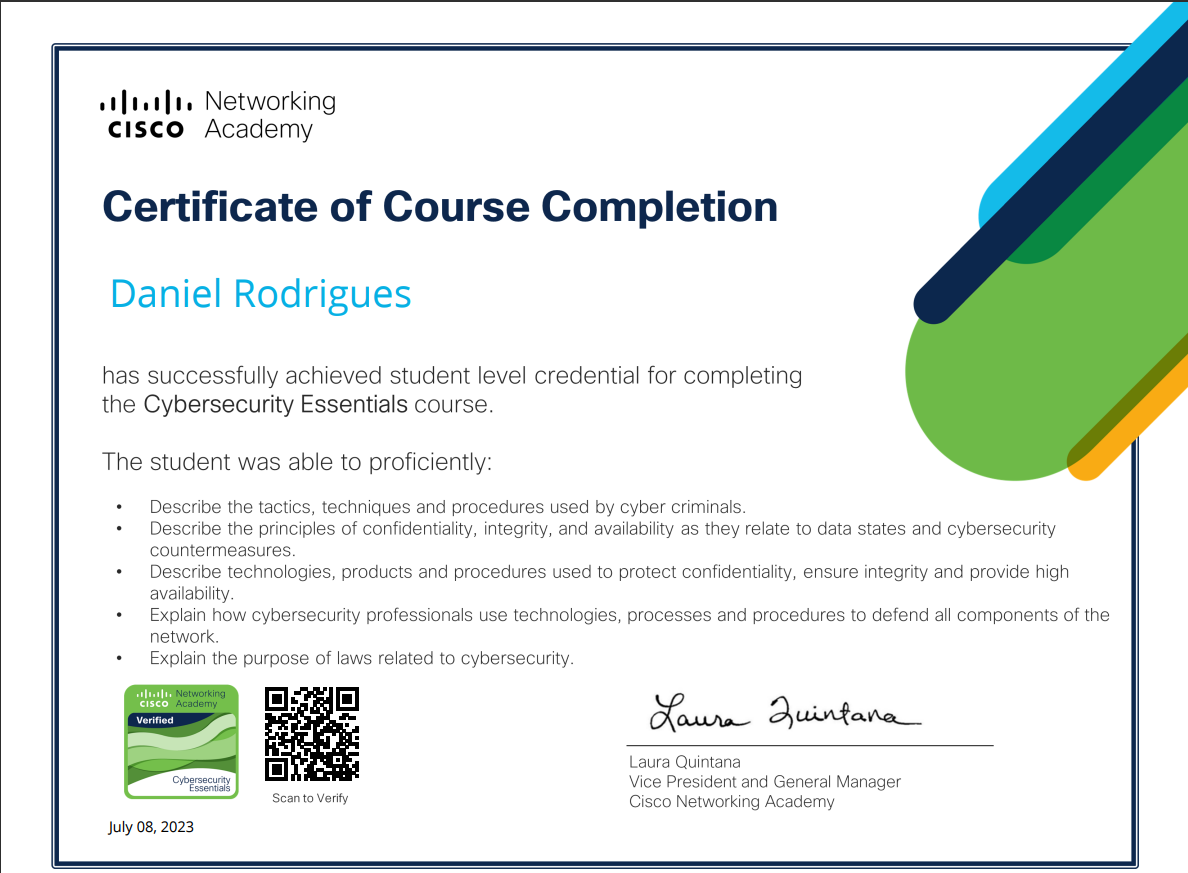 Networking
CISCO Academy
Certificate of Course Completion
Daniel Rodrigues
has successfully achieved student level credential for completing
the Cybersecurity Essentials course.
The student was able to proficiently:
• Describe the tactics, techniques and procedures used by cyber criminals.
• Describe the principles of confidentiality, integrity, and availability as they relate to data states and cybersecurity
countermeasures.
• Describe technologies, products and procedures used to protect confidentiality, ensure integrity and provide high
availability.
• Explain how cybersecurity professionals use technologies, processes and procedures to defend all components of the
network.
• Explain the purpose of laws related to cybersecurity.
Networking
CISCO Academy
Verified
Cybersecurity
Essentials
Scan to Verify
July 08, 2023
Laura Quintana
Laura Quintana
Vice President and General Manager
Cisco Networking Academy